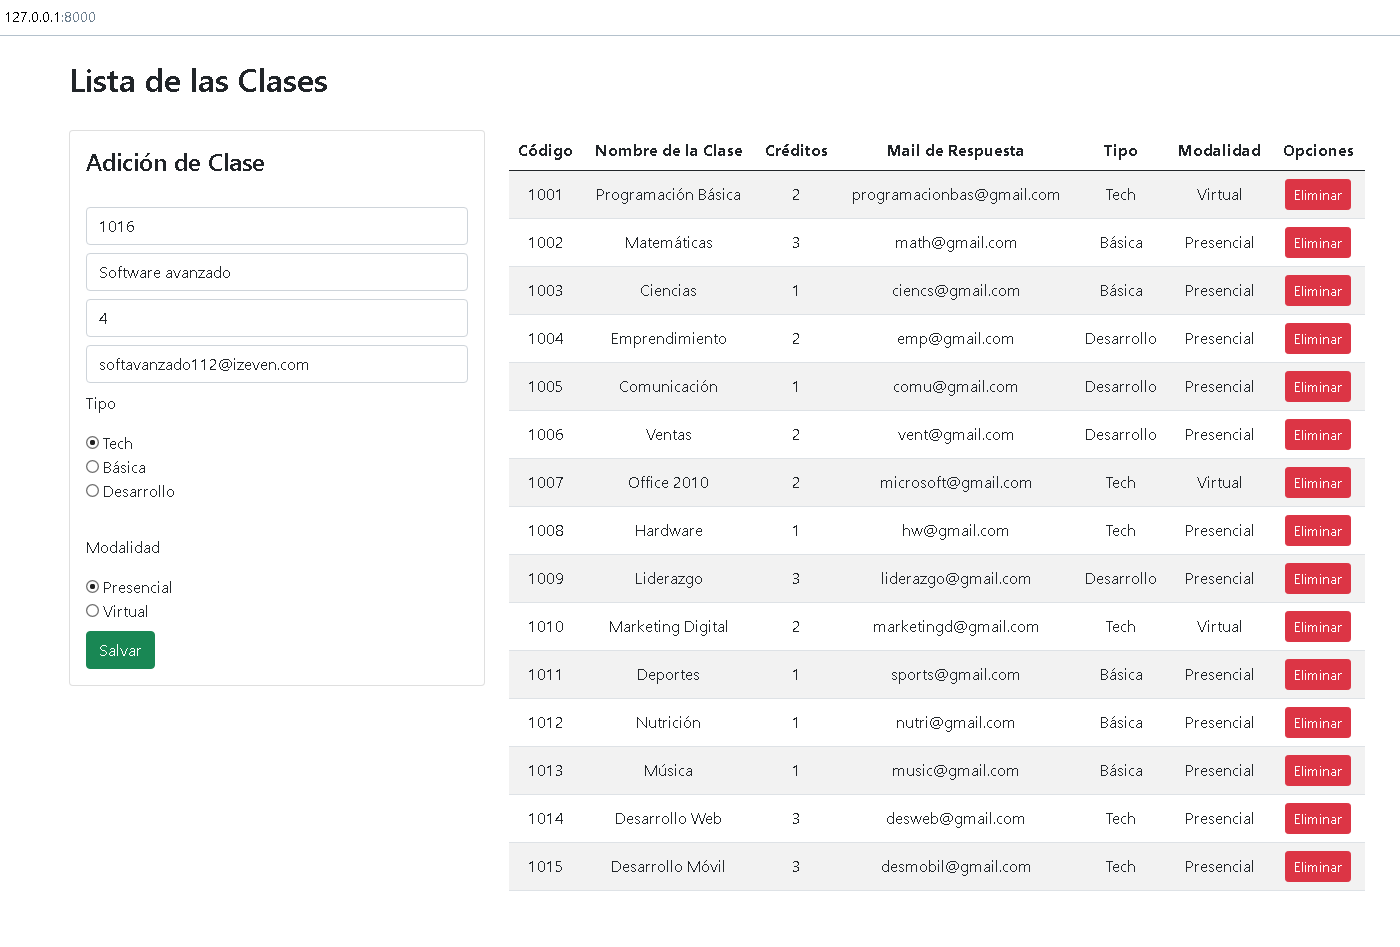 127.0.0.1:8000
Lista de las Clases
Adición de Clase
1016
Software avanzado
4
softavanzado112@izeven.com
Tipo
Tech
Básica
Desarrollo
Modalidad
Presencial
Virtual
Salvar
Código Nombre de la Clase Créditos Mail de Respuesta Tipo Modalidad Opciones
1001 Programación Básica 2 programacionbas@gmail.com Tech Virtual Eliminar
1002 Matemáticas 3 math@gmail.com Básica Presencial Eliminar
1003 Ciencias 1 ciencs@gmail.com Básica Presencial Eliminar
1004 Emprendimiento 2 emp@gmail.com Desarrollo Presencial Eliminar
1005 Comunicación 1 comu@gmail.com Desarrollo Presencial Eliminar
1006 Ventas 2 vent@gmail.com Desarrollo Presencial Eliminar
1007 Office 2010 2 microsoft@gmail.com Tech Virtual Eliminar
1008 Hardware 1 hw@gmail.com Tech Presencial Eliminar
1009 Liderazgo 3 liderazgo@gmail.com Desarrollo Presencial Eliminar
1010 Marketing Digital 2 marketingd@gmail.com Tech Virtual Eliminar
1011 Deportes 1 sports@gmail.com Básica Presencial Eliminar
1012 Nutrición 1 nutri@gmail.com Básica Presencial Eliminar
1013 Música 1 music@gmail.com Básica Presencial Eliminar
1014 Desarrollo Web 3 desweb@gmail.com Tech Presencial Eliminar
1015 Desarrollo Móvil 3 desmobil@gmail.com Tech Presencial Eliminar